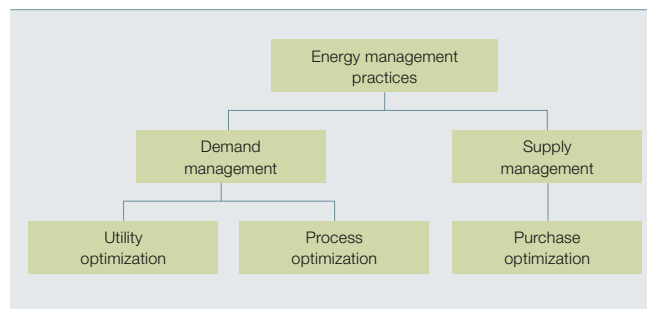 Energy management
practices
Demand
management
Supply
management
Utility
optimization
Process
optimization
Purchase
optimization